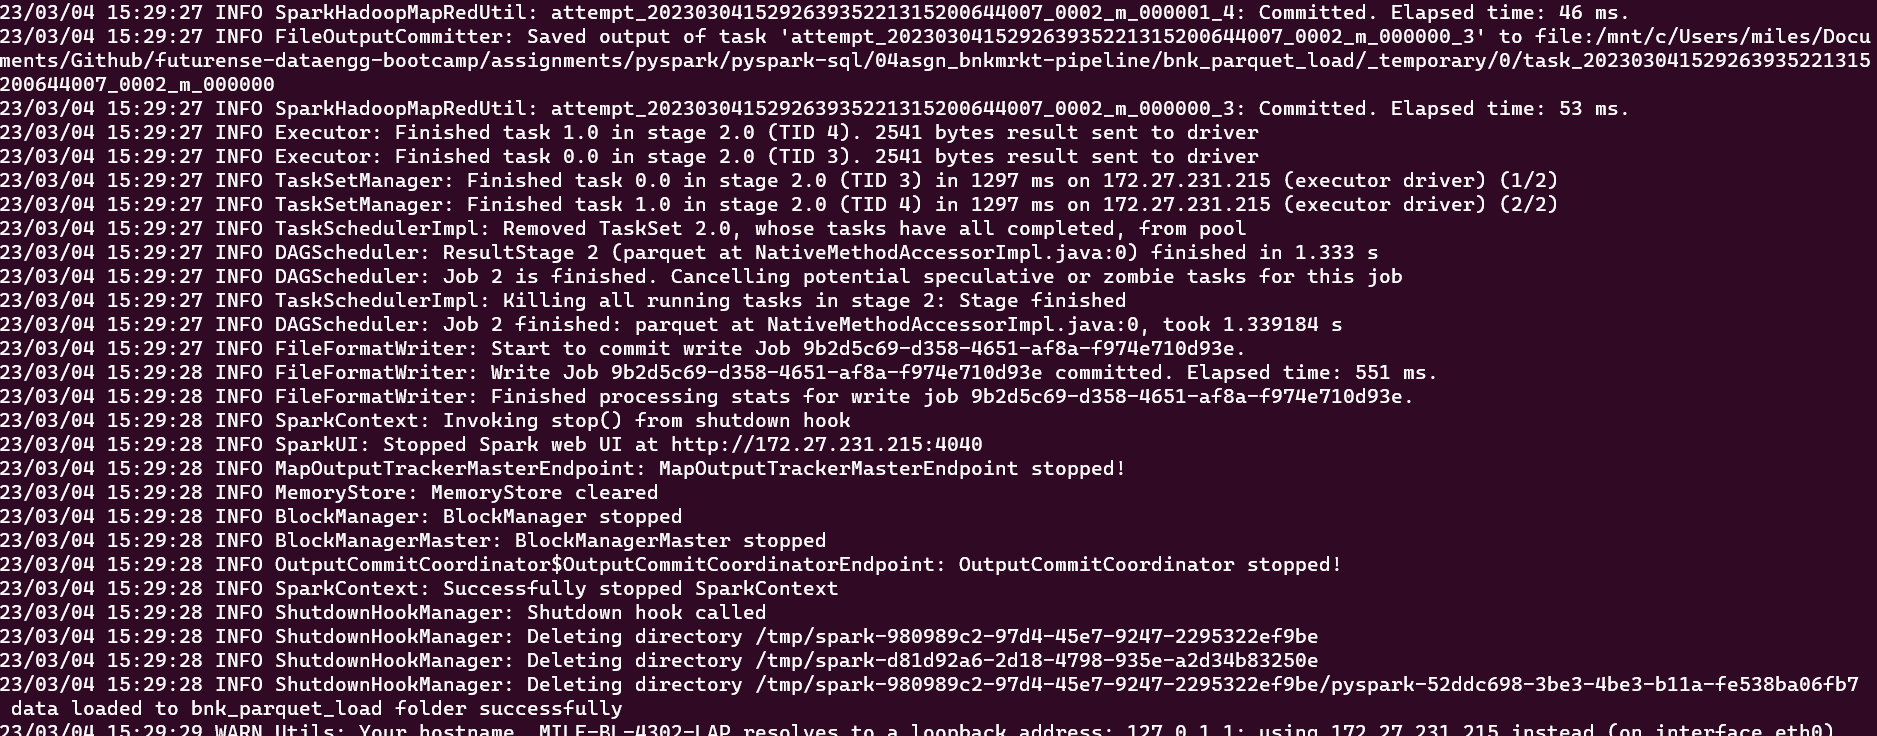 23/03/04 15:29:27 INFO SparkHadoopMapRedUtil: attempt_202303041529263935221315200644007_0002_m_000001_4: Committed. Elapsed time: 46 ms.
23/03/04 15:29:27 INFO FileOutputCommitter: Saved output of task 'attempt_202303041529263935221315200644007_0002_m_000000_3' to file:/mnt/c/Users/miles/Docu
ments/Github/futurense-dataengg-bootcamp/assignments/pyspark/pyspark-sql/04asgn_bnkmrkt-pipeline/bnk_parquet_load/_temporary/0/task_202303041529263935221315
200644007_0002_m_000000
23/03/04 15:29:27 INFO SparkHadoopMapRedUtil: attempt_202303041529263935221315200644007_0002_m_000000_3: Committed. Elapsed time: 53 ms.
23/03/04 15:29:27 INFO Executor: Finished task 1.0 in stage 2.0 (TID 4). 2541 bytes result sent to driver
23/03/04 15:29:27 INFO Executor: Finished task 0.0 in stage 2.0 (TID 3). 2541 bytes result sent to driver
23/03/04 15:29:27 INFO TaskSetManager: Finished task 0.0 in stage 2.0 (TID 3) in 1297 ms on 172.27.231.215 (executor driver) (1/2)
23/03/04 15:29:27 INFO TaskSetManager: Finished task 1.0 in stage 2.0 (TID 4) in 1297 ms on 172.27.231.215 (executor driver) (2/2)
23/03/04 15:29:27 INFO TaskSchedulerImpl: Removed TaskSet 2.0, whose tasks have all completed, from pool
23/03/04 15:29:27 INFO DAGScheduler: ResultStage 2 (parquet at NativeMethodAccessorImpl.java:0) finished in 1.333 s
23/03/04 15:29:27 INFO DAGScheduler: Job 2 is finished. Cancelling potential speculative or zombie tasks for this job
23/03/04 15:29:27 INFO TaskSchedulerImpl: Killing all running tasks in stage 2: Stage finished
23/03/04 15:29:27 INFO DAGScheduler: Job 2 finished: parquet at NativeMethodAccessorImpl.java:0, took 1.339184 s
23/03/04 15:29:27 INFO FileFormatWriter: Start to commit write Job 9b2d5c69-d358-4651-af8a-f974e710d93e.
23/03/04 15:29:28 INFO FileFormatWriter: Write Job 9b2d5c69-d358-4651-af8a-f974e710d93e committed. Elapsed time: 551 ms.
23/03/04 15:29:28 INFO FileFormatWriter: Finished processing stats for write job 9b2d5c69-d358-4651-af8a-f974e710d93e.
23/03/04 15:29:28 INFO SparkContext: Invoking stop() from shutdown hook
23/03/04 15:29:28 INFO SparkUI: Stopped Spark web UI at http://172.27.231.215:4040
23/03/04 15:29:28 INFO MapOutputTrackerMasterEndpoint: MapOutputTrackerMasterEndpoint stopped!
23/03/04 15:29:28 INFO MemoryStore: MemoryStore cleared
23/03/04 15:29:28 INFO BlockManager: BlockManager stopped
23/03/04 15:29:28 INFO BlockManagerMaster: BlockManagerMaster stopped
23/03/04 15:29:28 INFO OutputCommitCoordinator$OutputCommitCoordinatorEndpoint: OutputCommitCoordinator stopped!
23/03/04 15:29:28 INFO SparkContext: Successfully stopped SparkContext
23/03/04 15:29:28 INFO ShutdownHookManager: Shutdown hook called
23/03/04 15:29:28 INFO ShutdownHookManager: Deleting directory /tmp/spark-980989c2-97d4-45e7-9247-2295322ef9be
23/03/04 15:29:28 INFO ShutdownHookManager: Deleting directory /tmp/spark-d81d92a6-2d18-4798-935e-a2d34b83250e
23/03/04 15:29:28 INFO ShutdownHookManager: Deleting directory /tmp/spark-980989c2-97d4-45e7-9247-2295322ef9be/pyspark-52ddc698-3be3-4be3-b11a-fe538ba06fb7
data loaded to bnk_parquet_load folder successfully
23/03/04 15:29:29 WARN Utils: Your hostname, MILE-BL-4302-LAP resolves to a loopback address: 127.0.1.1; using 172.27.231.215 instead (on interface eth0)